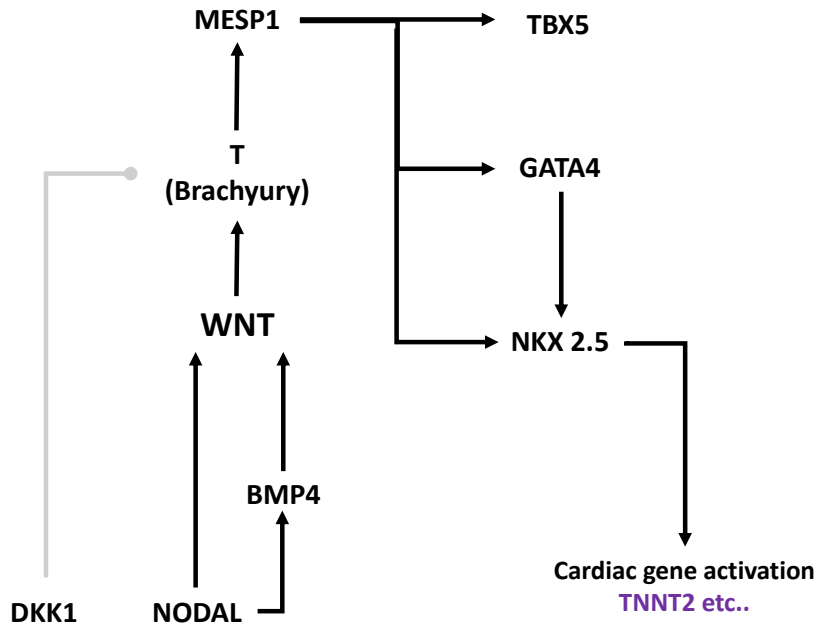 MESP1
TBX5
T
(Brachyury)
GATA4
WNT
NKX 2.5
BMP4
Cardiac gene activation
TNNT2 etc..
DKK1
NODAL